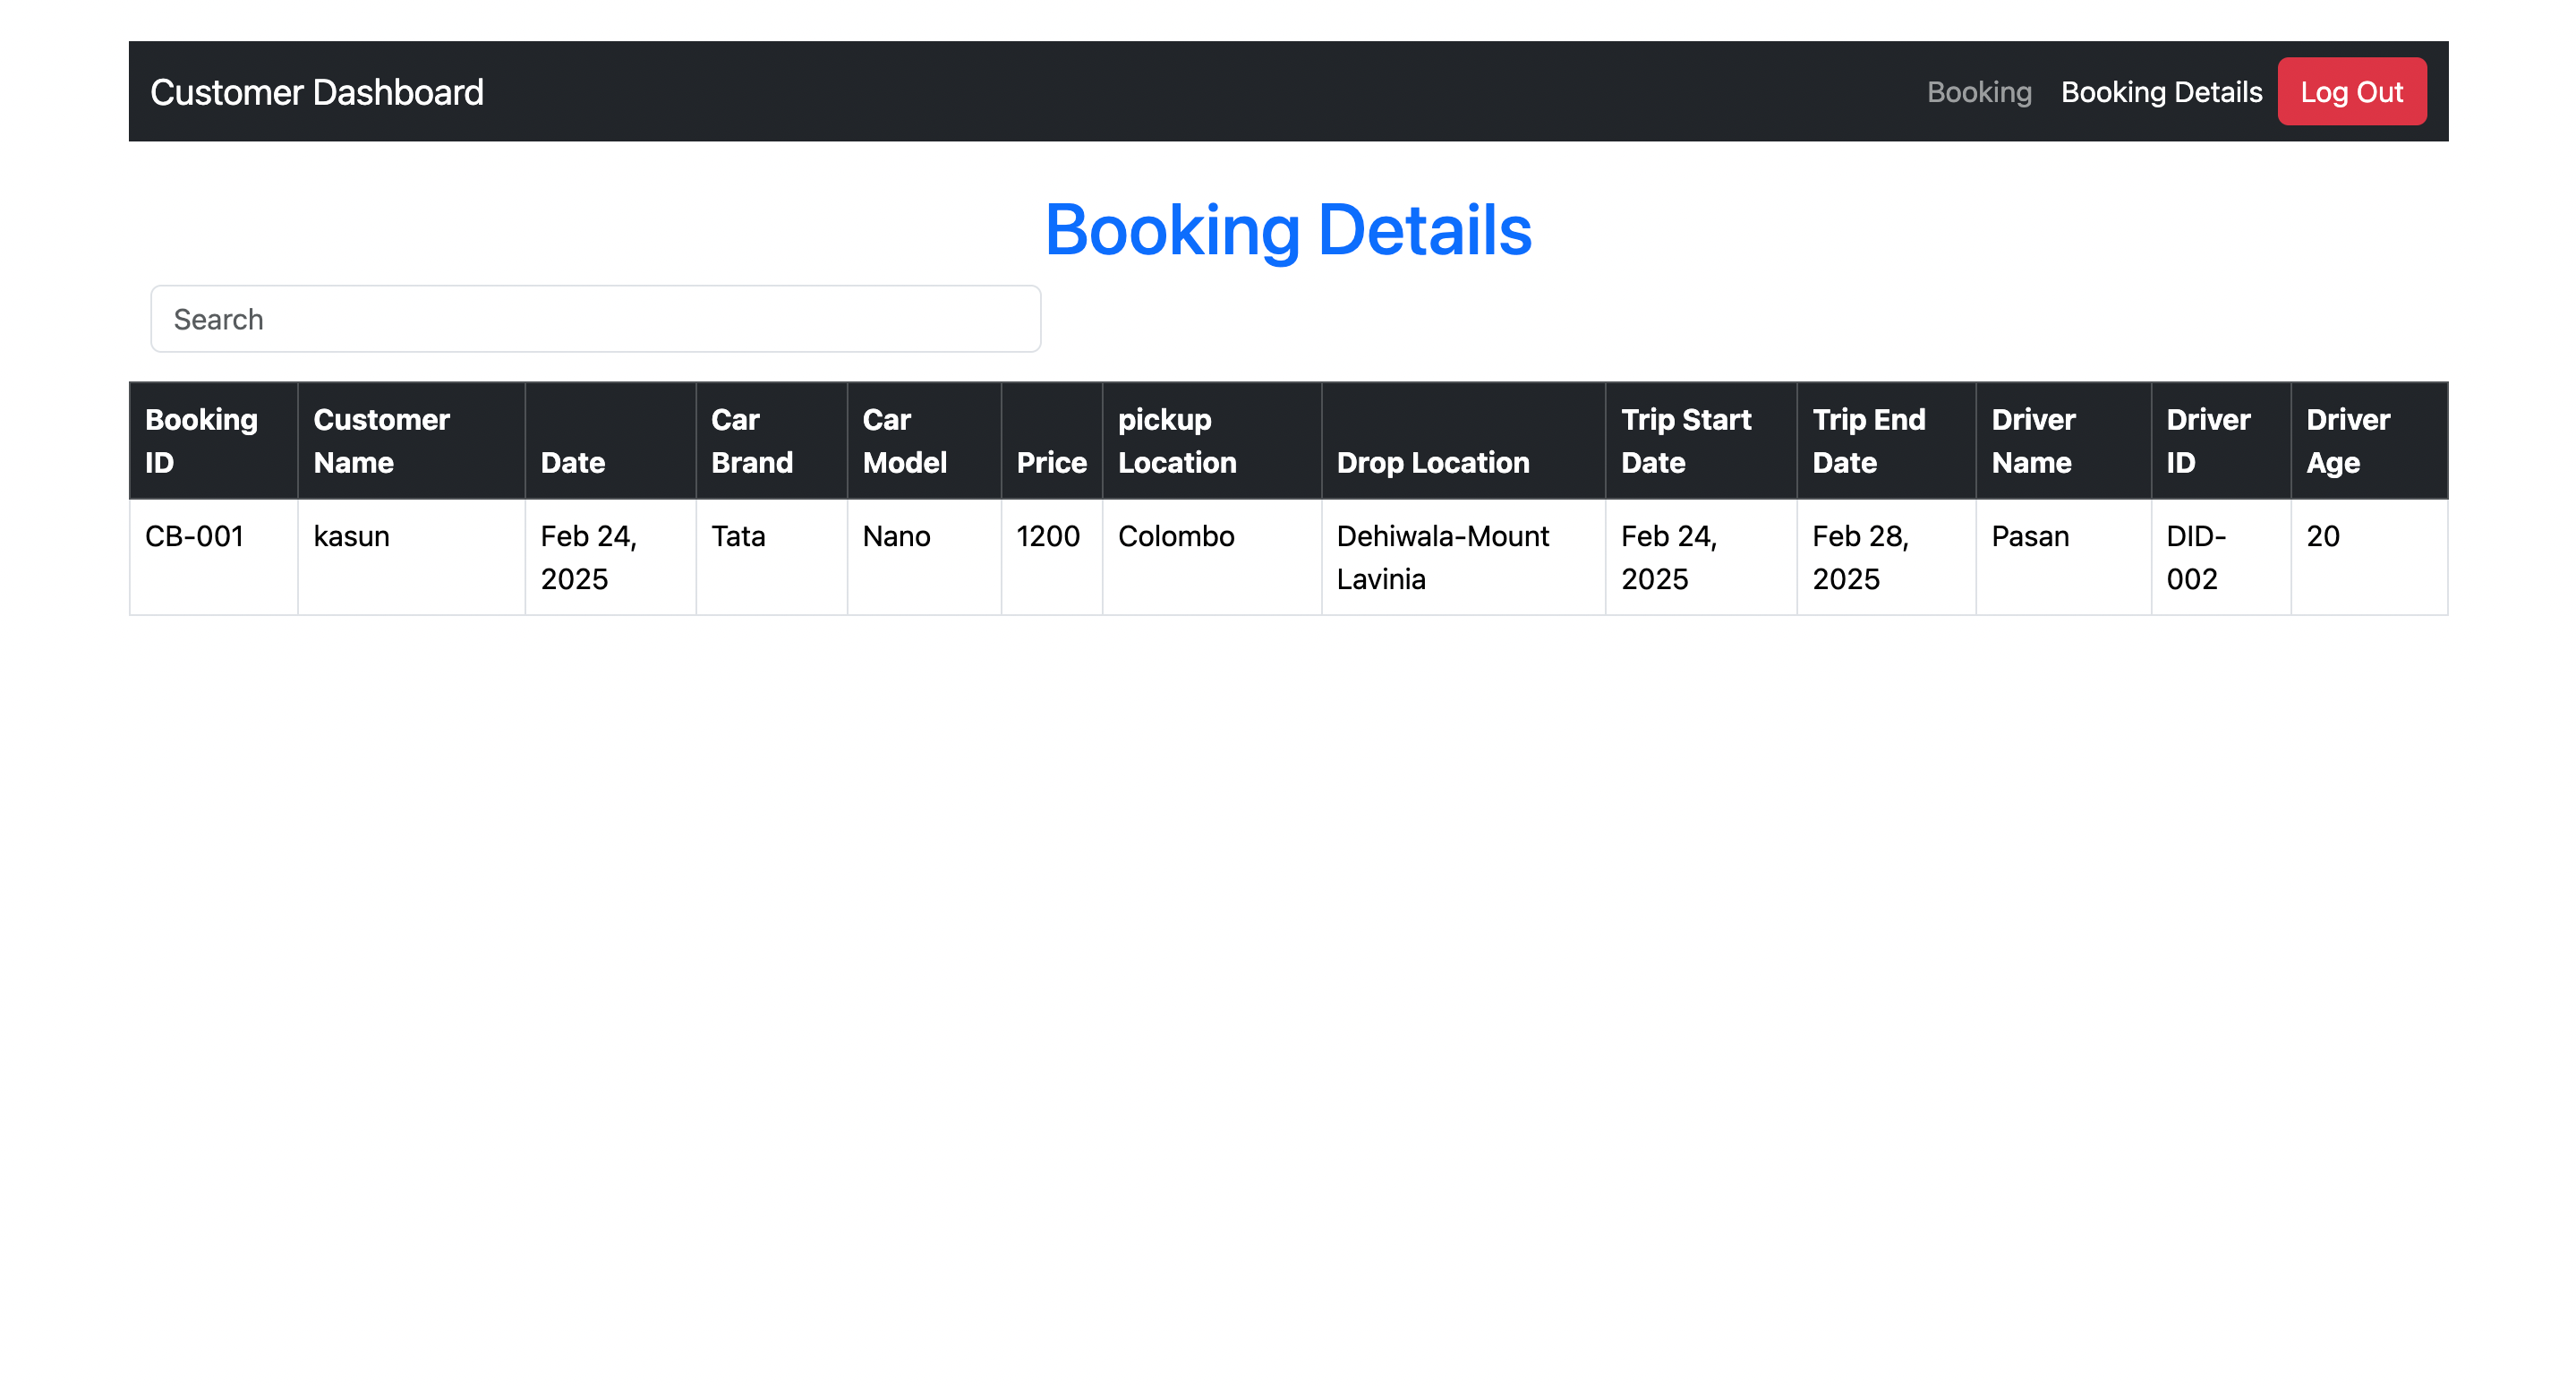 Customer Dashboard Booking Booking Details Log Out
Booking Details
Search
Booking ID Customer Name Date Car Brand Car Model Price pickup Location Drop Location Trip Start Date Trip End Date Driver Name Driver ID Driver Age
CB-001 kasun Feb 24, 2025 Tata Nano 1200 Colombo Dehiwala-Mount Lavinia Feb 24, 2025 Feb 28, 2025 Pasan DID-002 20